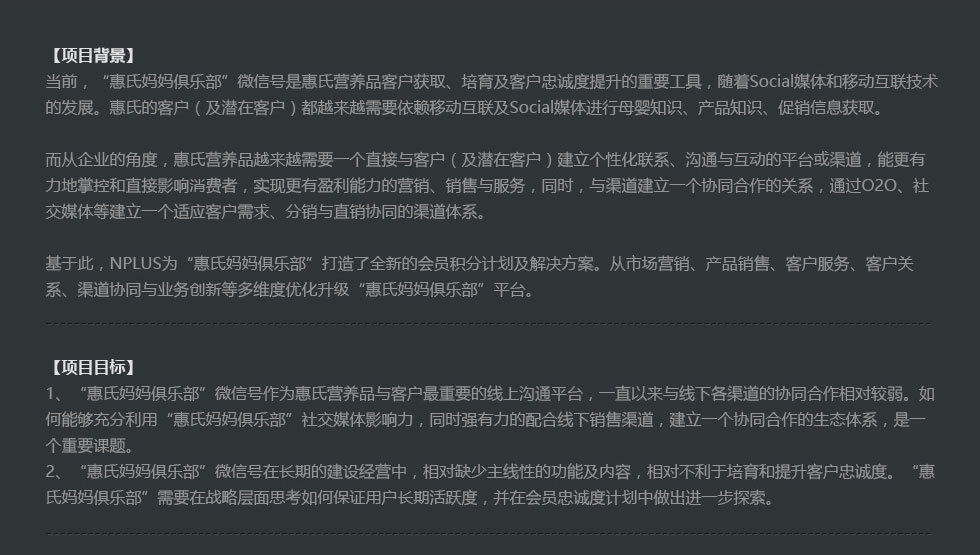 【项目背景】
当前，“惠氏妈妈俱乐部”微信号是惠氏营养品客户获取、培育及客户忠诚度提升的重要工具，随着Social媒体和移动互联技术
的发展。惠氏的客户（及潜在客户）都越来越需要依赖移动互联及Social媒体进行母婴知识、产品知识、促销信息获取。
而从企业的角度，惠氏营养品越来越需要一个直接与客户（及潜在客户）建立个性化联系、沟通与互动的平台或渠道，能更有
力地掌控和直接影响消费者，实现更有盈利能力的营销、销售与服务，同时，与渠道建立一个协同合作的关系，通过O2O、社
交媒体等建立一个适应客户需求、分销与直销协同的渠道体系。
基于此，NPLUS为“惠氏妈妈俱乐部”打造了全新的会员积分计划及解决方案。从市场营销、产品销售、客户服务、客户关
系、渠道协同与业务创新等多维度优化升级“惠氏妈妈俱乐部”平台。
【项目目标】
1、“惠氏妈妈俱乐部”微信号作为惠氏营养品与客户最重要的线上沟通平台，一直以来与线下各渠道的协同合作相对较弱。如
何能够充分利用“惠氏妈妈俱乐部”社交媒体影响力，同时强有力的配合线下销售渠道，建立一个协同合作的生态体系，是一
个重要课题。
2、“惠氏妈妈俱乐部”微信号在长期的建设经营中，相对缺少主线性的功能及内容，相对不利于培育和提升客户忠诚度。“惠
氏妈妈俱乐部”需要在战略层面思考如何保证用户长期活跃度，并在会员忠诚度计划中做出进一步探索。